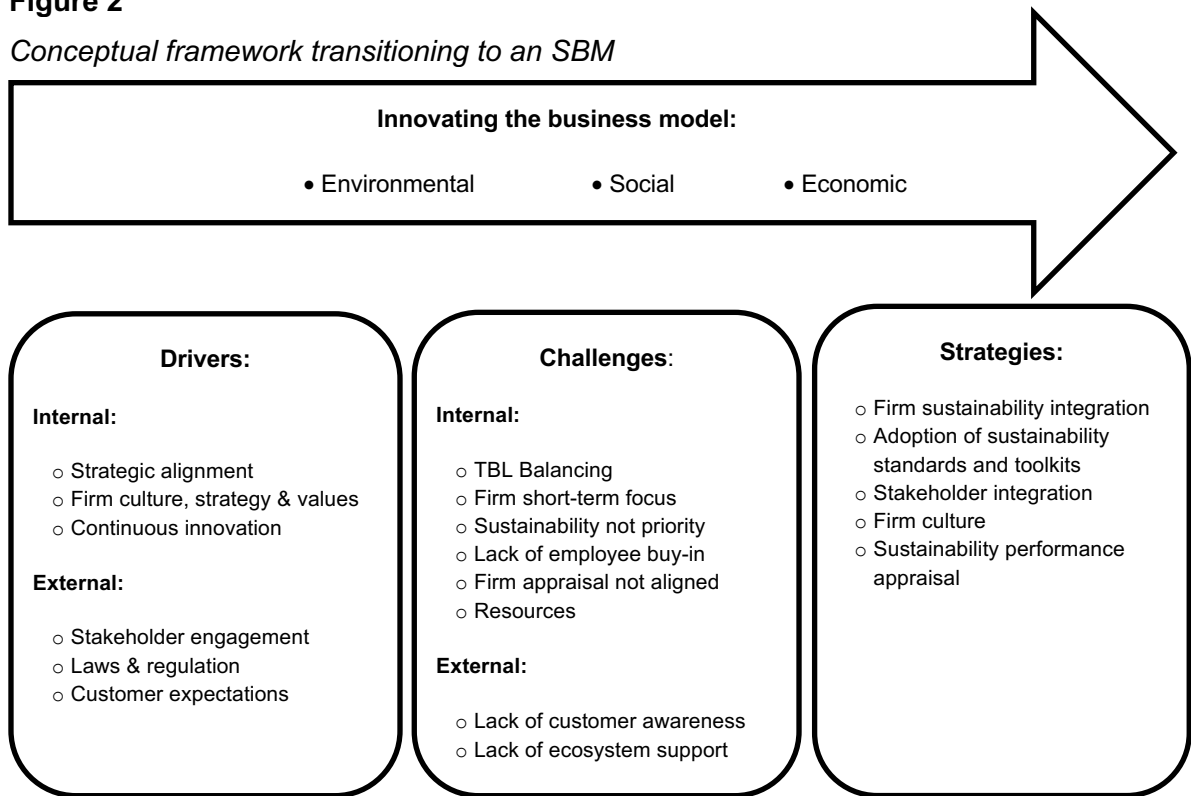 Figure 2
Conceptual framework transitioning to an SBM
Innovating the business model:
• Environmental • Social • Economic
Drivers:
Internal:
o Strategic alignment
o Firm culture, strategy & values
o Continuous innovation
External:
o Stakeholder engagement
o Laws & regulation
o Customer expectations
Challenges:
Internal:
o TBL Balancing
o Firm short-term focus
o Sustainability not priority
o Lack of employee buy-in
o Firm appraisal not aligned
o Resources
External:
o Lack of customer awareness
o Lack of ecosystem support
Strategies:
o Firm sustainability integration
o Adoption of sustainability
standards and toolkits
o Stakeholder integration
o Firm culture
o Sustainability performance
appraisal